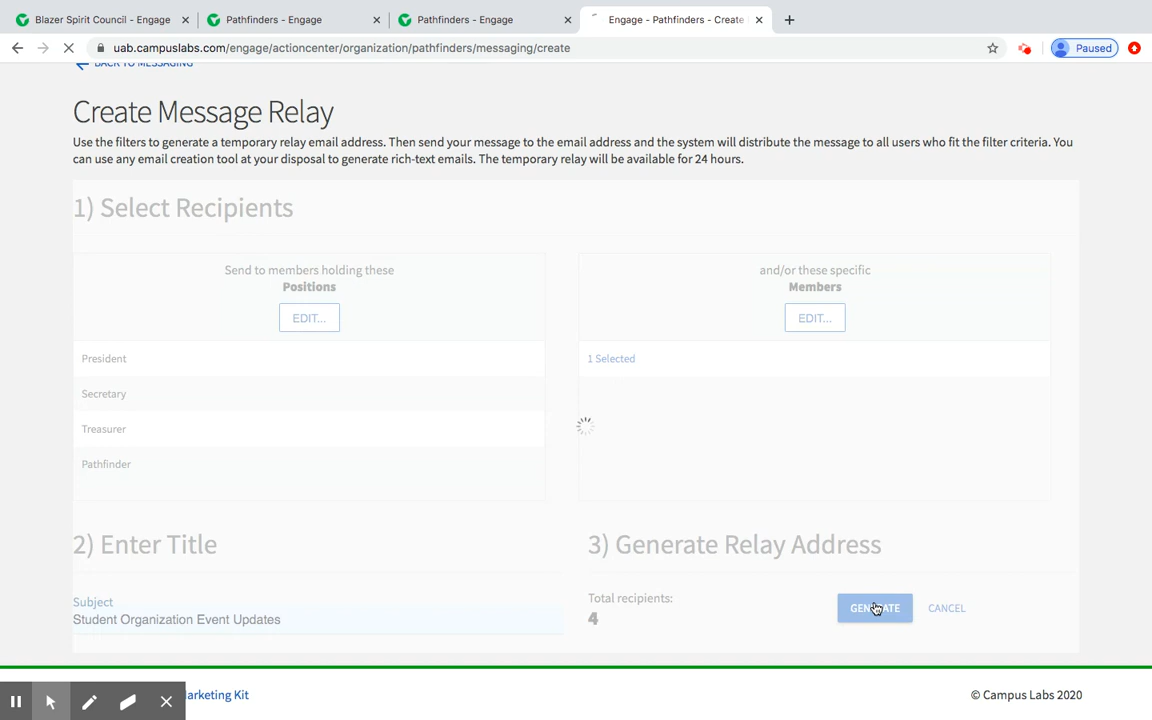 Blazer Spirit Council - Engage
Pathfinders - Engage
Pathfinders - Engage
Engage - Pathfinders - Create
uab.campuslabs.com/engage/actioncenter/organization/pathfinders/messaging/create
Paused
BACK TO MESSAGING
Create Message Relay
Use the filters to generate a temporary relay email address. Then send your message to the email address and the system will distribute the message to all users who fit the filter criteria. You
can use any email creation tool at your disposal to generate rich-text emails. The temporary relay will be available for 24 hours.
1) Select Recipients
Send to members holding these
Positions
EDIT...
President
Secretary
Treasurer
Pathfinder
and/or these specific
Members
EDIT...
1 Selected
2) Enter Title
Subject
Student Organization Event Updates
3) Generate Relay Address
Total recipients:
4
GENERATE
CANCEL
arketing Kit
© Campus Labs 2020